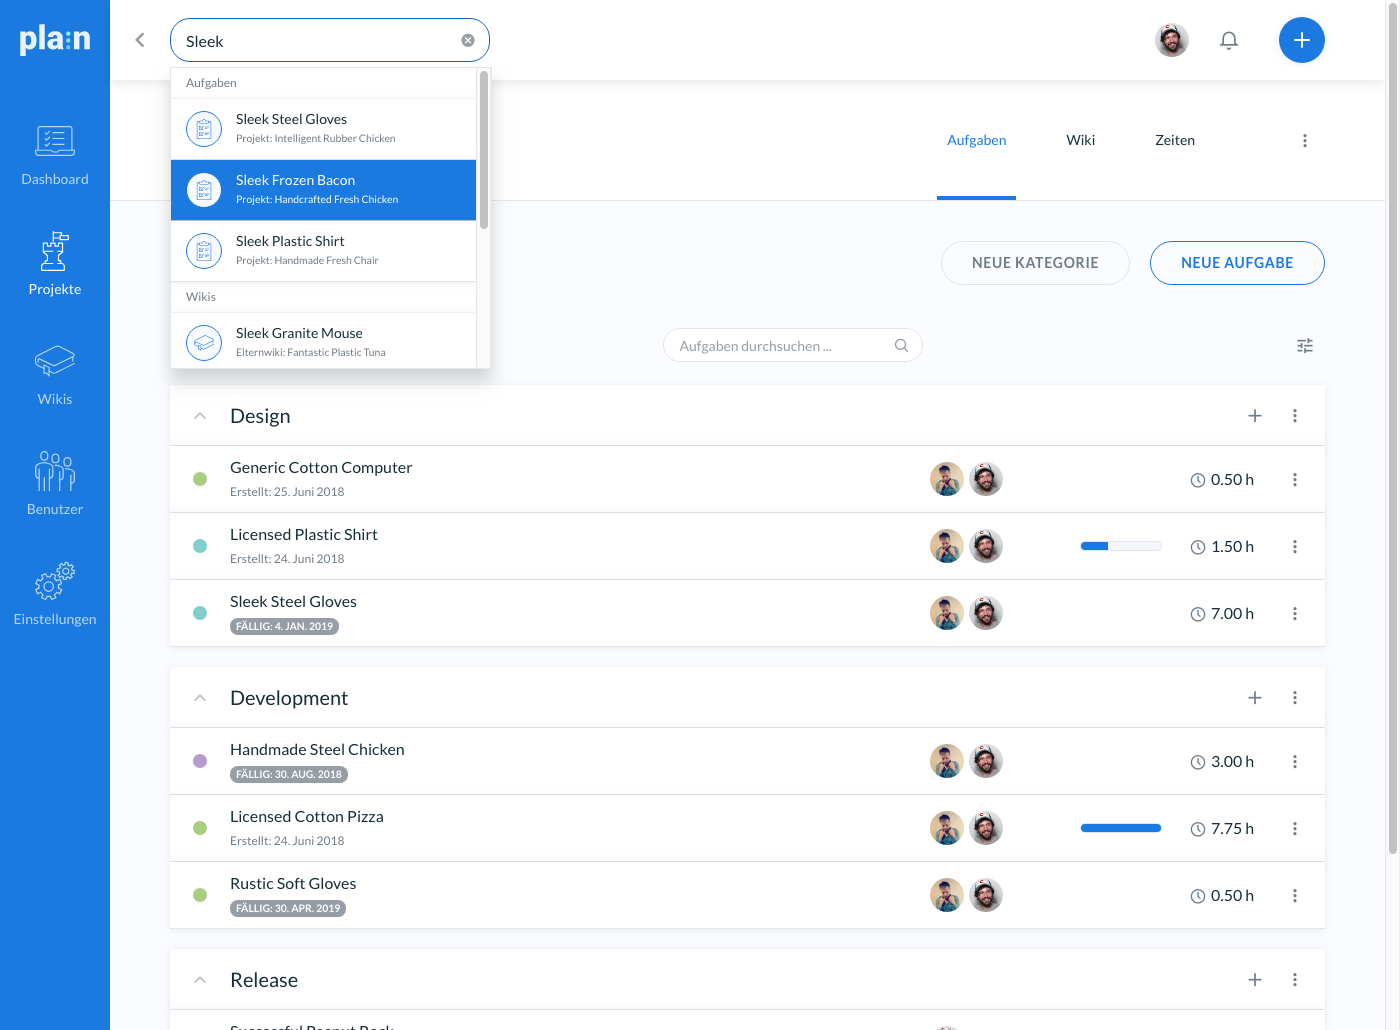 plain
Dashboard
Projekte
Wikis
Benutzer
Einstellungen
Sleek
Aufgaben
Sleek Steel Gloves
Projekt: Intelligent Rubber Chicken
Sleek Frozen Bacon
Projekt: Handcrafted Fresh Chicken
Sleek Plastic Shirt
Projekt: Handmade Fresh Chair
Wikis
Sleek Granite Mouse
Elternwiki: Fantastic Plastic Tuna
Aufgaben
Wiki
Zeiten
NEUE KATEGORIE
NEUE AUFGABE
Aufgaben durchsuchen ...
Design
Generic Cotton Computer
Erstellt: 25. Juni 2018
0.50 h
Licensed Plastic Shirt
Erstellt: 24. Juni 2018
1.50 h
Sleek Steel Gloves
FÄLLIG: 4. JAN. 2019
7.00 h
Development
Handmade Steel Chicken
FÄLLIG: 30. AUG. 2018
3.00 h
Licensed Cotton Pizza
Erstellt: 24. Juni 2018
7.75 h
Rustic Soft Gloves
FÄLLIG: 30. APR. 2019
0.50 h
Release